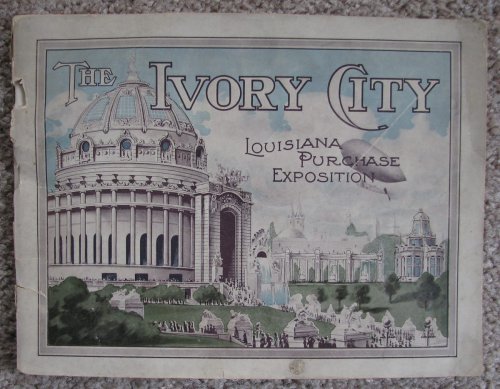 THE IVORY CITY
LOUISIANA
PURCHASE
EXPOSITION